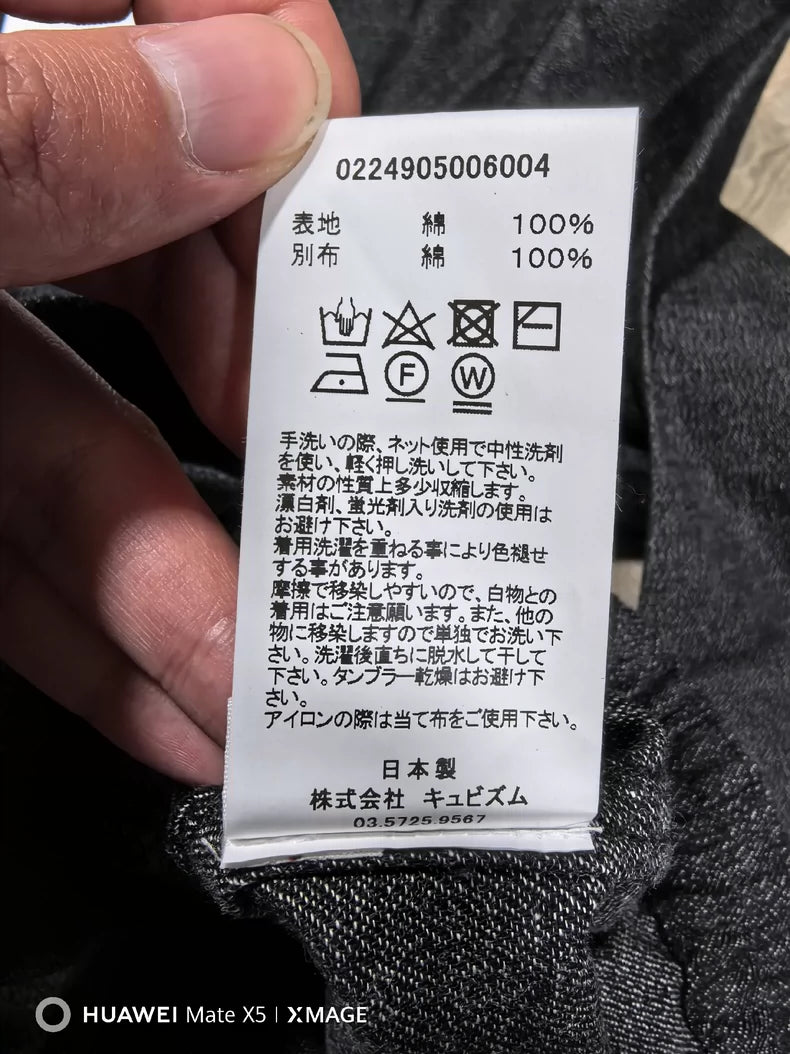 0224905006004
表地 綿 100%
別布 綿 100%
F W
手洗いの際、ネット使用で中性洗剤
を使い、軽く押し洗いして下さい。
素材の性質上多少収縮します。
漂白剤、蛍光剤入り洗剤の使用は
お避け下さい。
着用洗濯を重ねる事により色褪せ
する事があります。
摩擦で移染しやすいので、白物との
着用はご注意願います。また、他の
物に移染しますので単独でお洗い下
さい。洗濯後直ちに脱水して干して
下さい。タンブラー乾燥はお避け下
さい。
アイロンの際は当て布をご使用下さい。
日本製
株式会社 キュビズム
03.5725.9567
HUAWEI Mate X5 | XMAGE